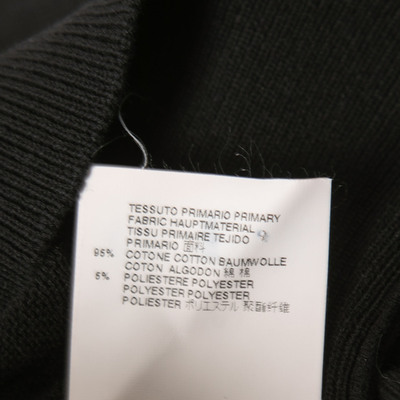 TESSUTO PRIMARIO PRIMARY
FABRIC HAUPTMATERIAL
TISSU PRIMAIRE TEJIDO
PRIMARIO 面料
95% COTONE COTTON BAUMWOLLE
COTON ALGODON 綿 棉
5% POLIESTERE POLYESTER
POLYESTER POLYESTER
POLIESTER ポリエステル 聚酯纤维